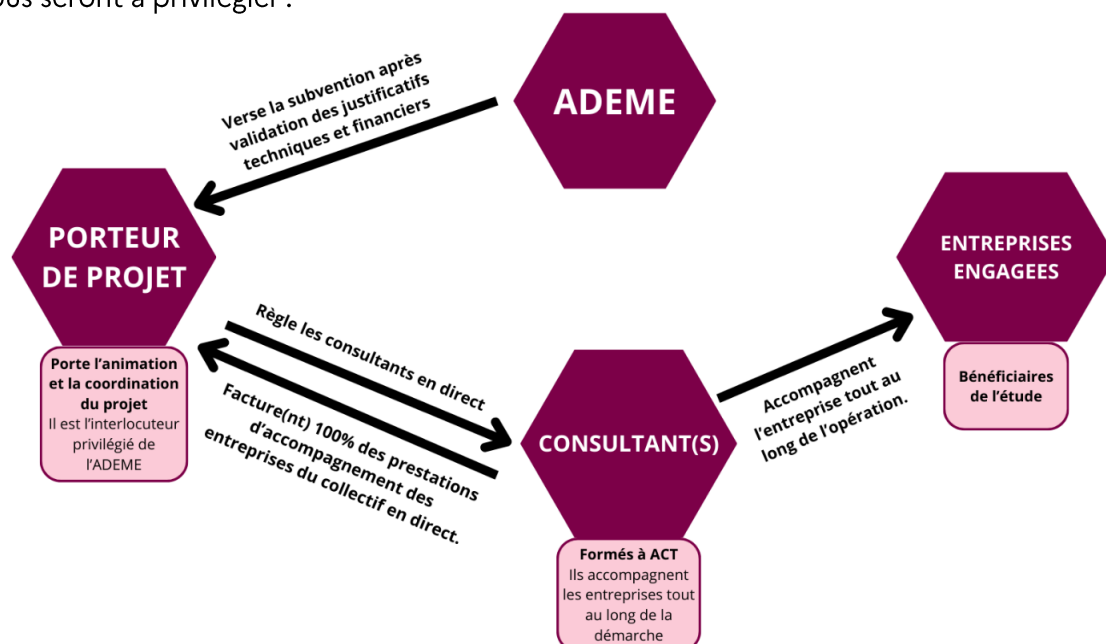 seront à privilégier :
ADEME
Verse la subvention après
validation des justificatifs
techniques et financiers
PORTEUR
DE PROJET
Porte l'animation
et la coordination
du projet
Il est l'interlocuteur
privilégié de
l'ADEME
Règle les consultants en direct
Facture(nt) 100% des prestations
d'accompagnement des
entreprises du collectif en direct.
CONSULTANT(S)
Formés à ACT
Ils accompagnent
les entreprises tout
au long de la
démarche
Accompagnent
l'entreprise tout au
long de l'opération.
ENTREPRISES
ENGAGEES
Bénéficiaires
de l'étude